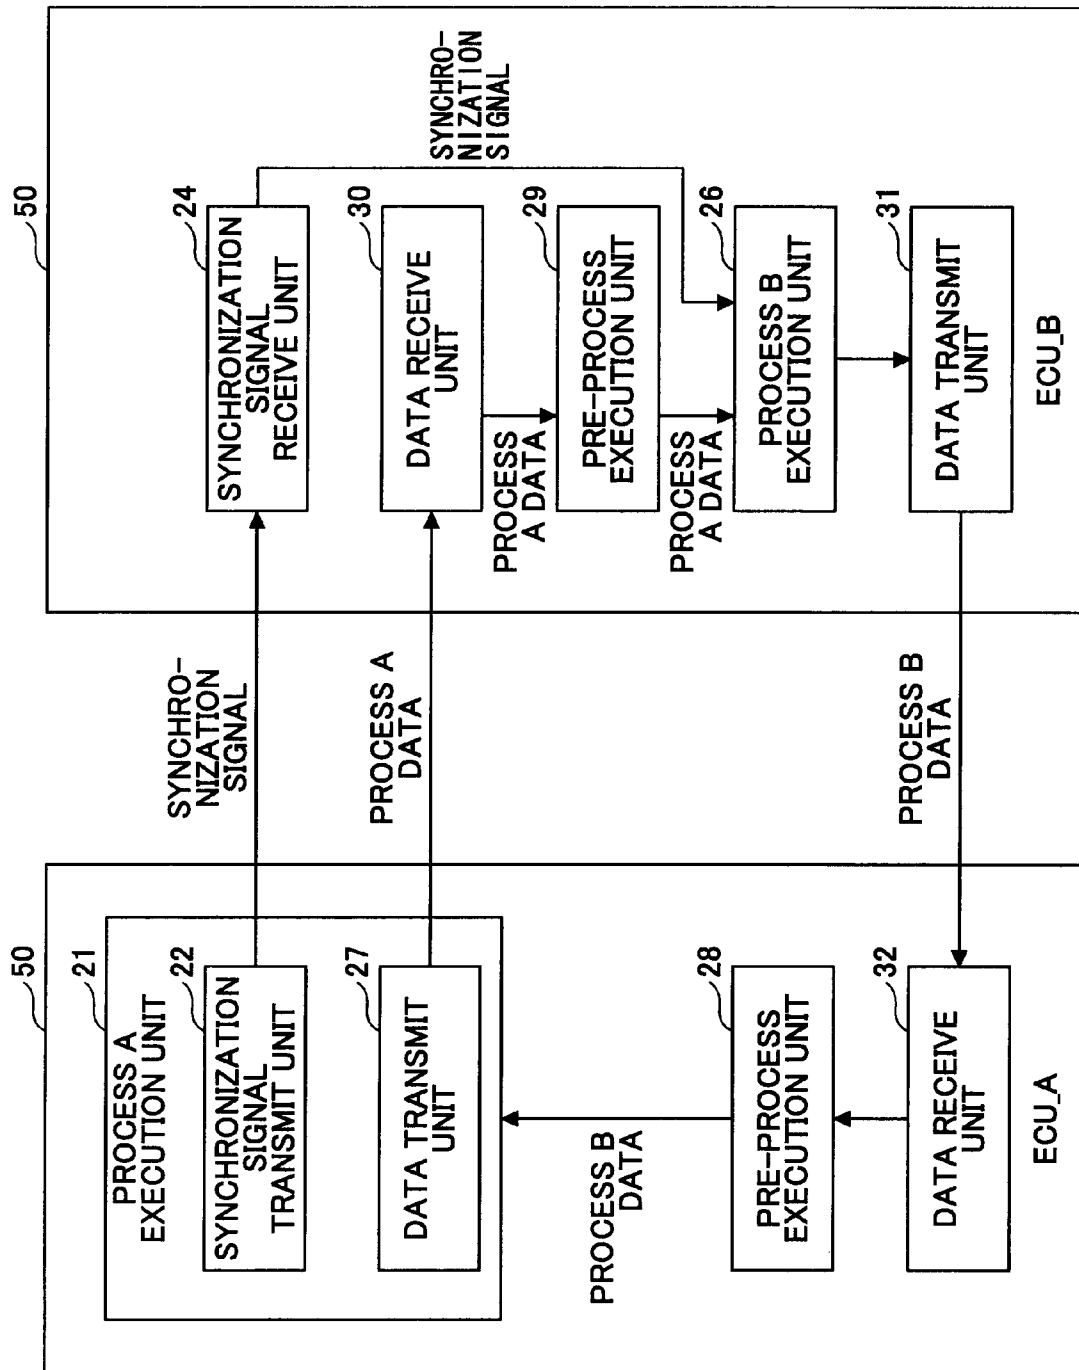 50
21
PROCESS A
EXECUTION UNIT
22
SYNCHRONIZATION
SIGNAL
TRANSMIT UNIT
27
DATA TRANSMIT
UNIT
PROCESS B
DATA
28
PRE-PROCESS
EXECUTION UNIT
32
DATA RECEIVE
UNIT
ECU_A
SYNCHRO-
NIZATION
SIGNAL
PROCESS A
DATA
PROCESS B
DATA
50
24
SYNCHRONIZATION
SIGNAL
RECEIVE UNIT
SYNCHRO-
NIZATION
SIGNAL
30
DATA RECEIVE
UNIT
PROCESS
A DATA
29
PRE-PROCESS
EXECUTION UNIT
PROCESS
A DATA
26
PROCESS B
EXECUTION UNIT
31
DATA TRANSMIT
UNIT
ECU_B